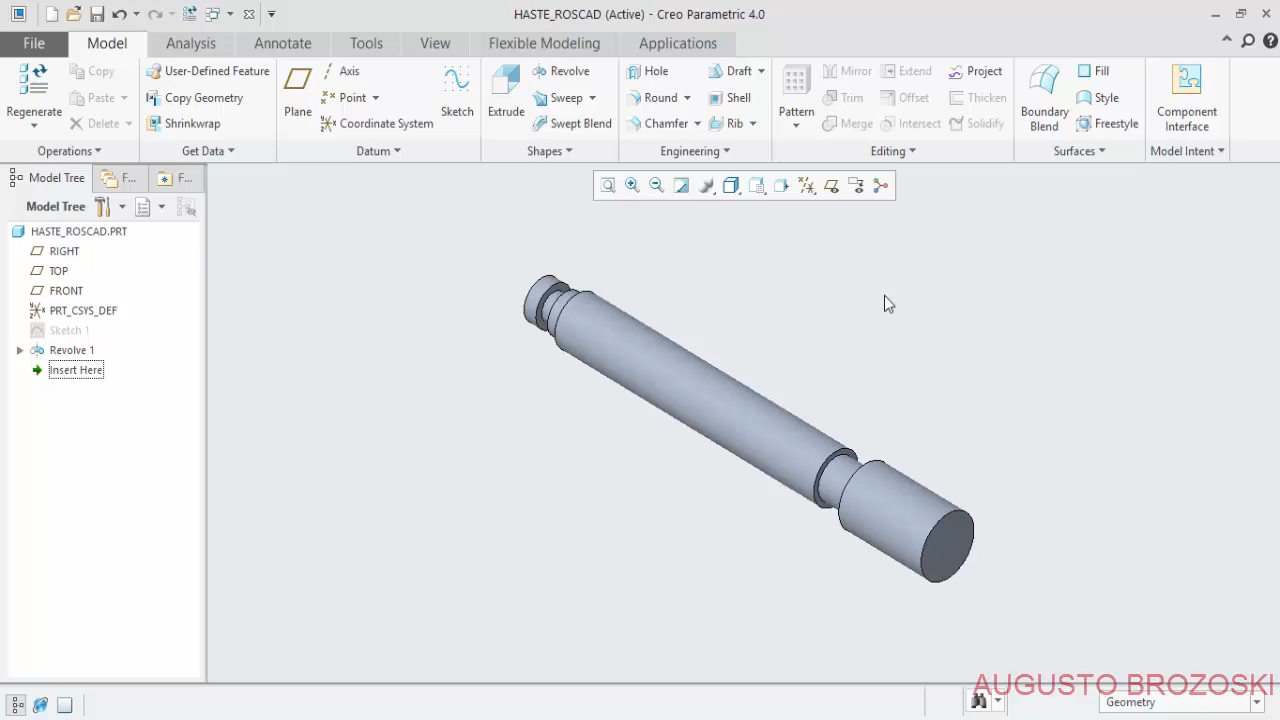 HASTE_ROSCAD (Active) - Creo Parametric 4.0
File Model Analysis Annotate Tools View Flexible Modeling Applications
Regenerate
Copy
Paste
Delete
Operations
User-Defined Feature
Copy Geometry
Shrinkwrap
Get Data
Plane
Axis
Point
Coordinate System
Sketch
Datum
Extrude
Revolve
Sweep
Swept Blend
Shapes
Hole Draft
Round Shell
Chamfer Rib
Engineering
Pattern
Mirror Extend Project
Trim Offset Thicken
Merge Intersect Solidify
Editing
Boundary
Blend
Fill
Style
Freestyle
Surfaces
Component
Interface
Model Intent
Model Tree F... F...
Model Tree
HASTE_ROSCAD.PRT
RIGHT
TOP
FRONT
PRT_CSYS_DEF
Sketch 1
Revolve 1
Insert Here
AUGUSTO BROZOSKI
Geometry